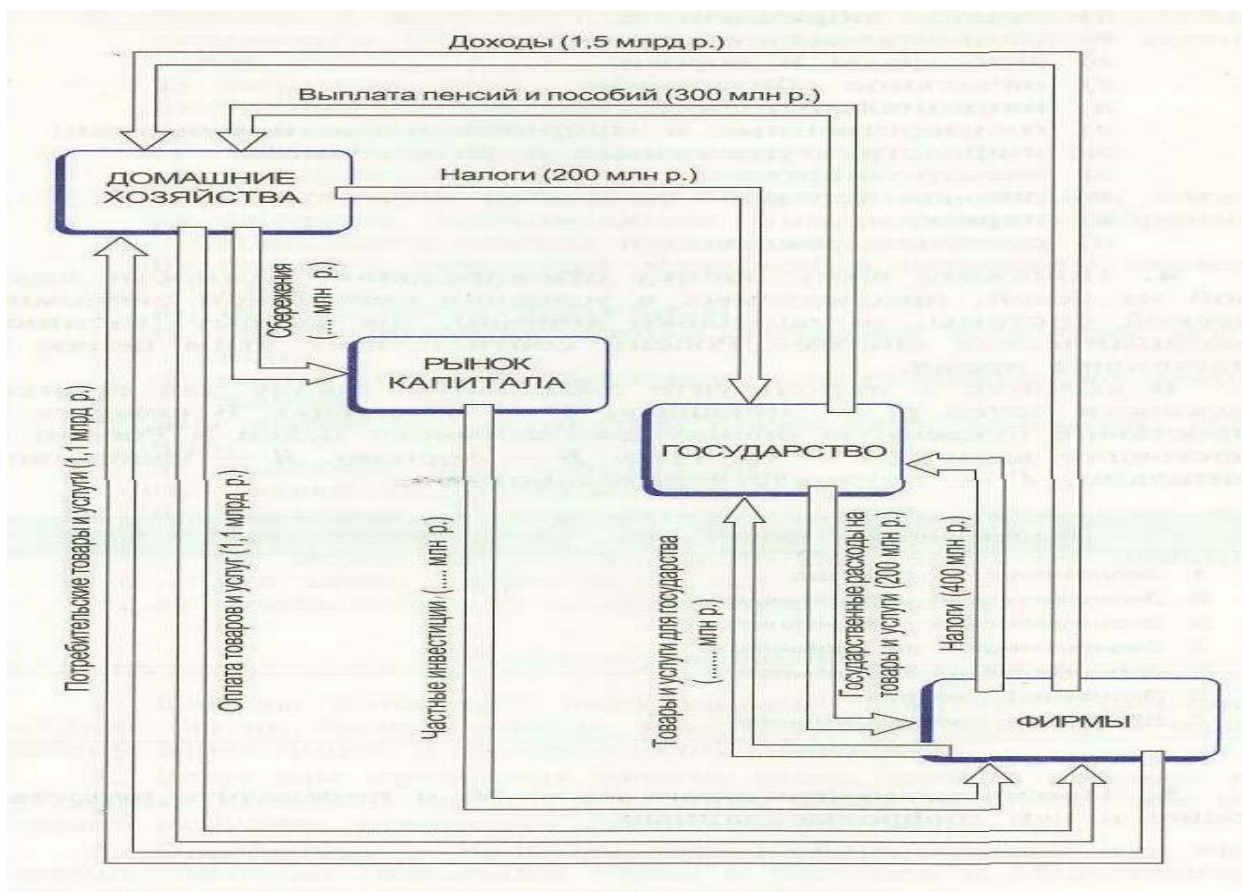 Доходы (1,5 млрд р.)
Выплата пенсий и пособий (300 млн р.)
ДОМАШНИЕ
ХОЗЯЙСТВА
Налоги (200 млн р.)
Сбережения
(...... млн р.)
РЫНОК
КАПИТАЛА
ГОСУДАРСТВО
Потребительские товары и услуги (1,1 млрд р.)
Оплата товаров и услуг (1,1 млрд р.)
Частные инвестиции (...... млн р.)
Товары и услуги для государства
(........ млн р.)
Государственные расходы на
товары и услуги (200 млн р.)
Налоги (400 млн р.)
ФИРМЫ